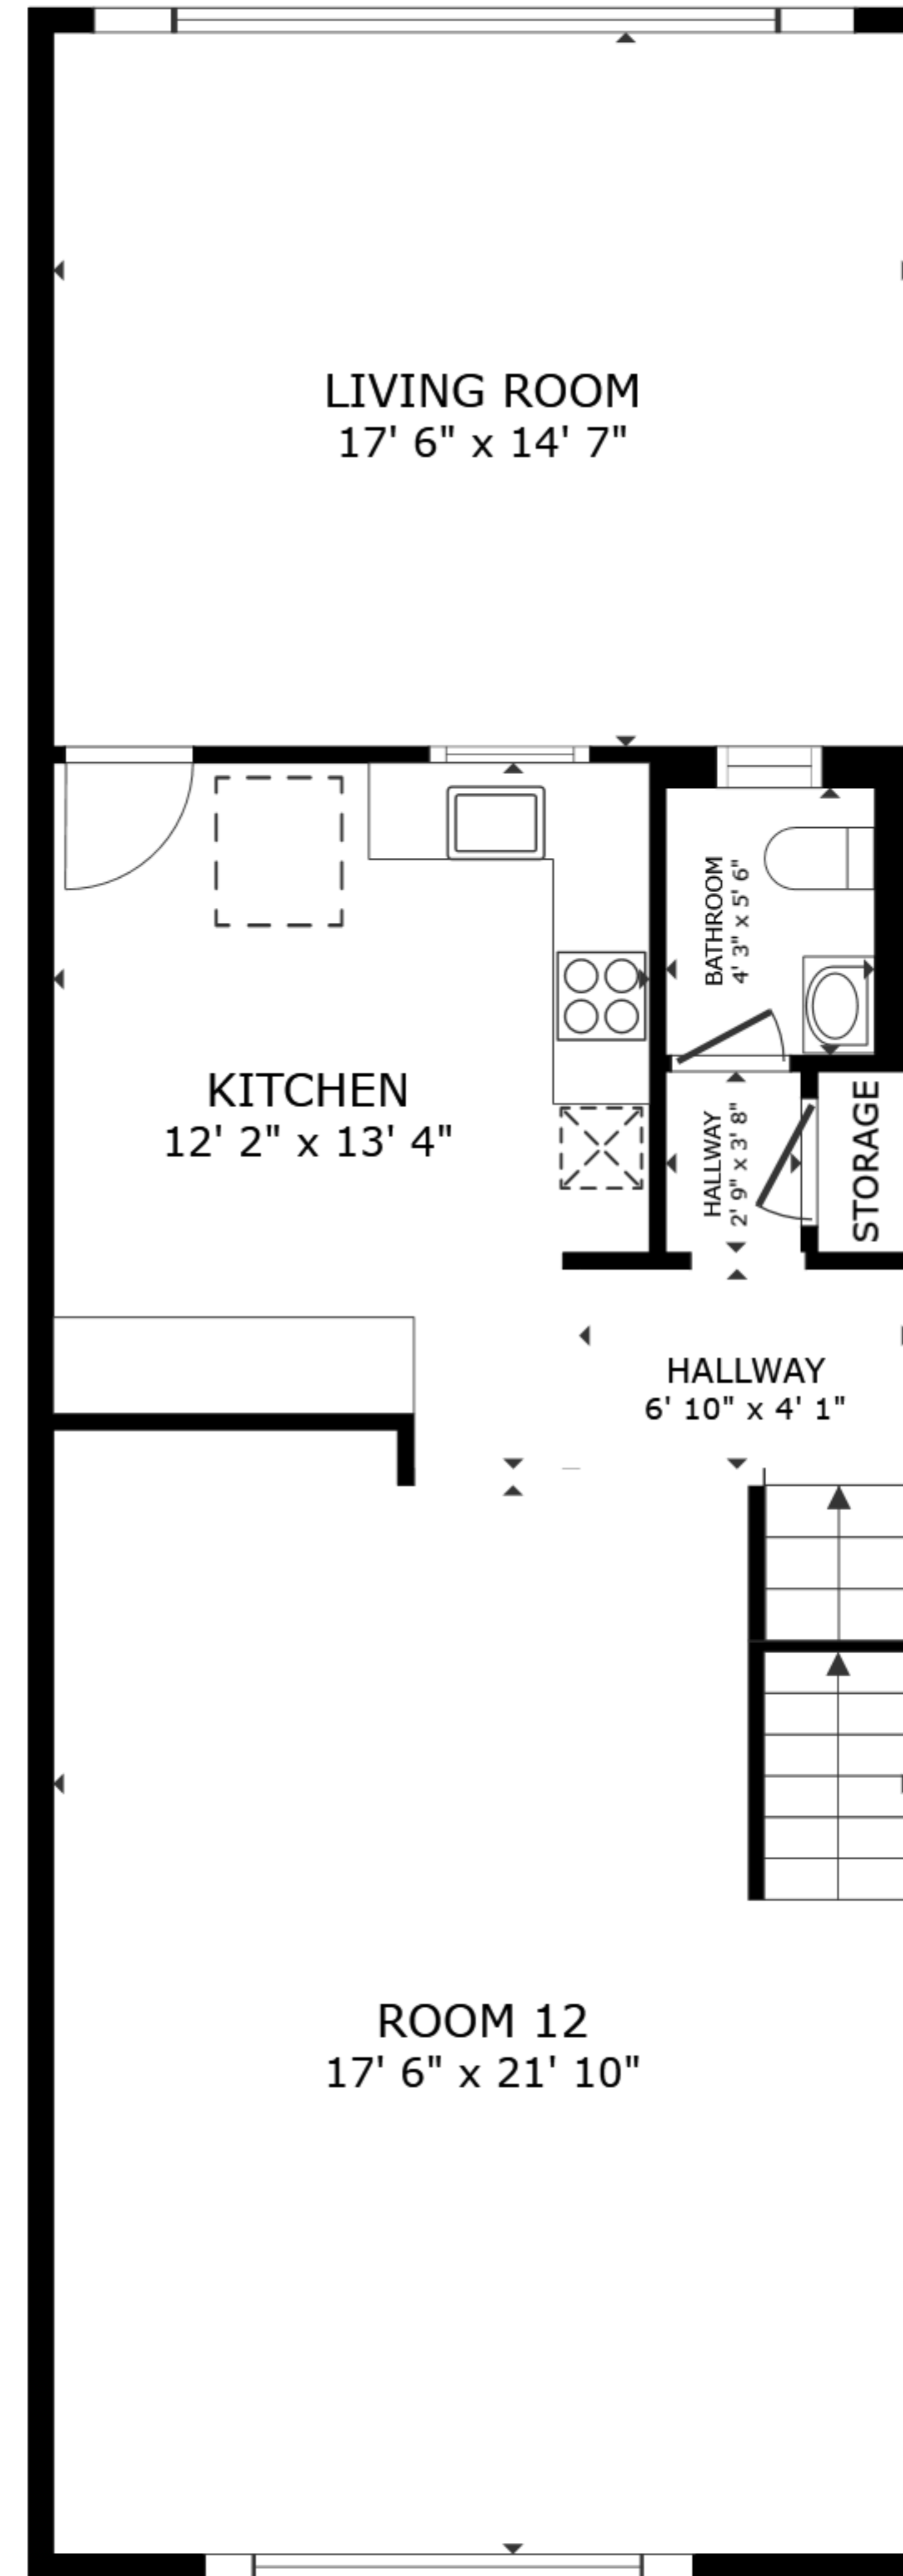 LIVING ROOM
17' 6" x 14' 7"
BATHROOM
4' 3" x 5' 6"
KITCHEN
12' 2" x 13' 4"
HALLWAY
2' 9" x 3' 8"
STORAGE
HALLWAY
6' 10" x 4' 1"
ROOM 12
17' 6" x 21' 10"